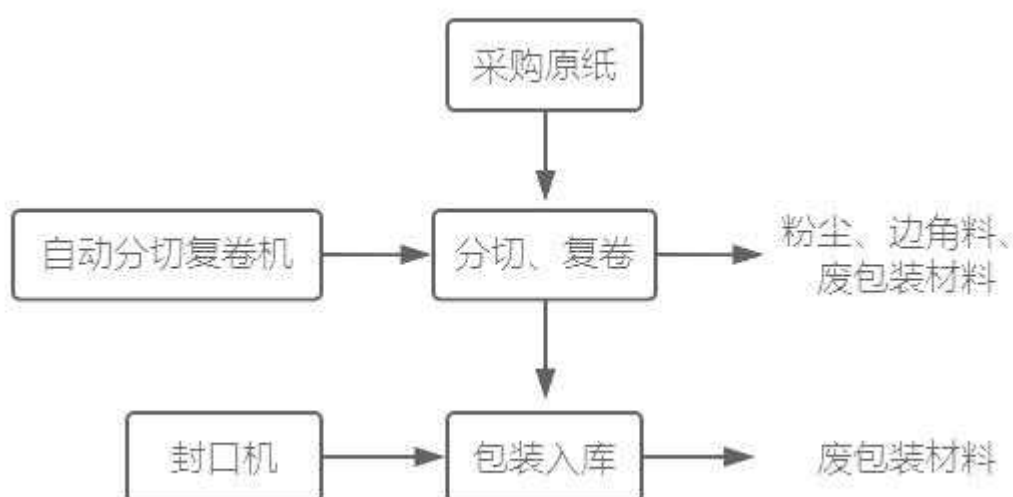 采购原纸
自动分切复卷机
分切、复卷
粉尘、边角料、
废包装材料
封口机
包装入库
废包装材料